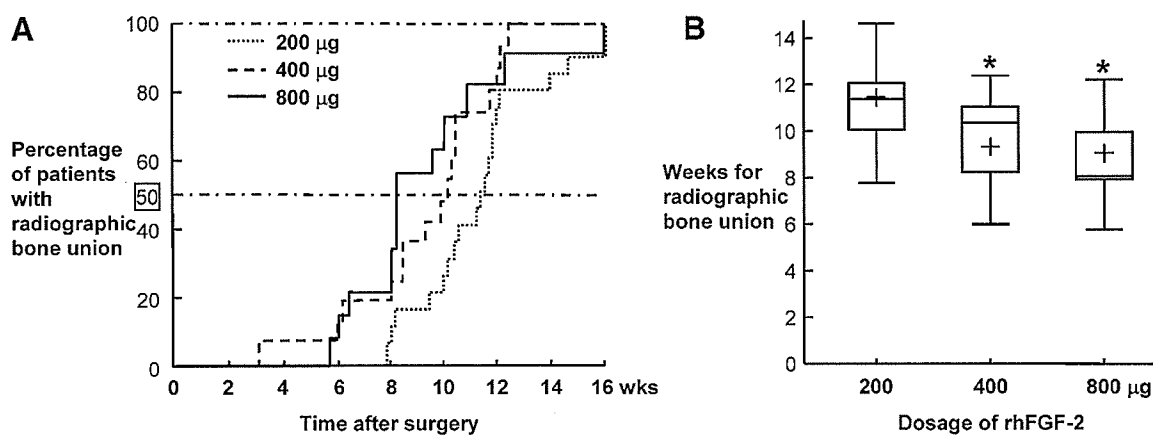 A
100
80
60
50
40
20
0
Percentage
of patients
with
radiographic
bone union
200 µg
400 µg
800 µg
0 2 4 6 8 10 12 14 16 wks
Time after surgery
B
14
12
10
8
6
4
2
0
Weeks for
radiographic
bone union
* *
200 400 800 µg
Dosage of rhFGF-2